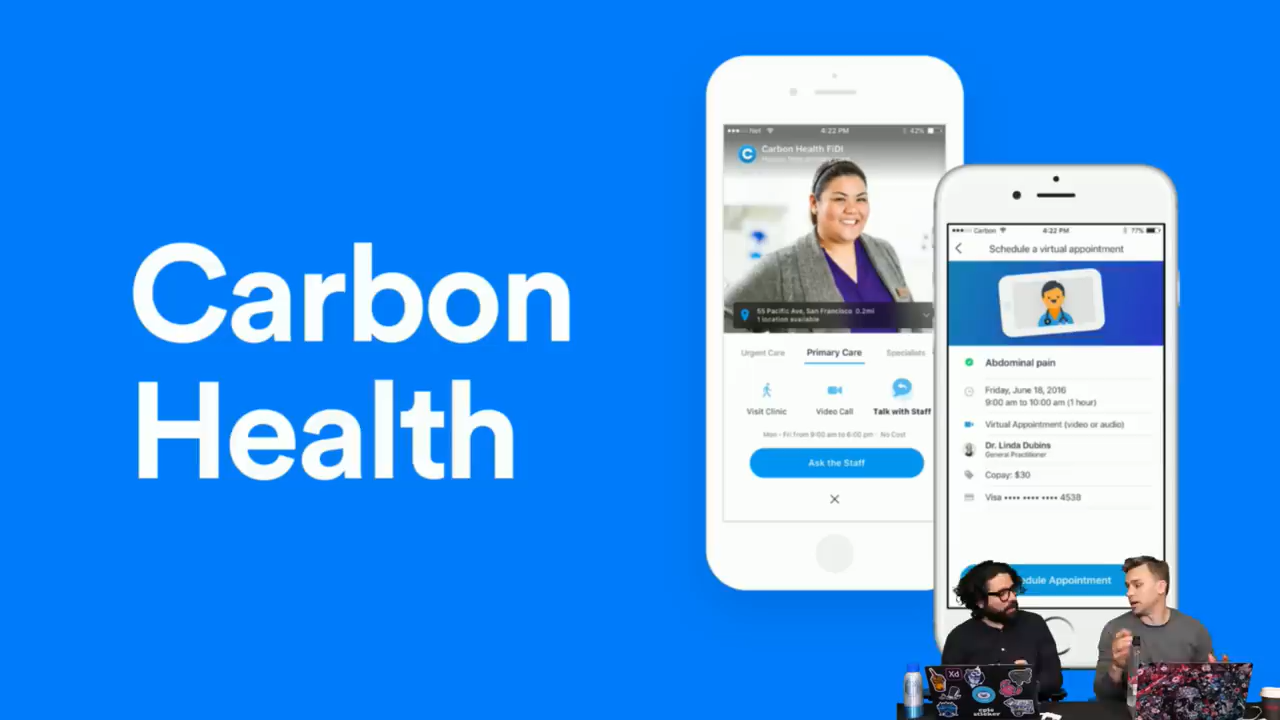 Carbon
Health
4:22 PM
42%
Carbon Health FiDi
55 Pacific Ave, San Francisco 0.2mi
1 location available
Urgent Care
Primary Care
Specialists
Visit Clinic
Video Call
Talk with Staff
Mon - Fri from 9:00 am to 6:00 pm · No Cost
Ask the Staff
Carbon
4:22 PM
77%
Schedule a virtual appointment
Abdominal pain
Friday, June 18, 2016
9:00 am to 10:00 am (1 hour)
Virtual Appointment (video or audio)
Dr. Linda Dubins
General Practitioner
Copay: $30
Visa •••• •••• •••• 4538
Appointment
Xd